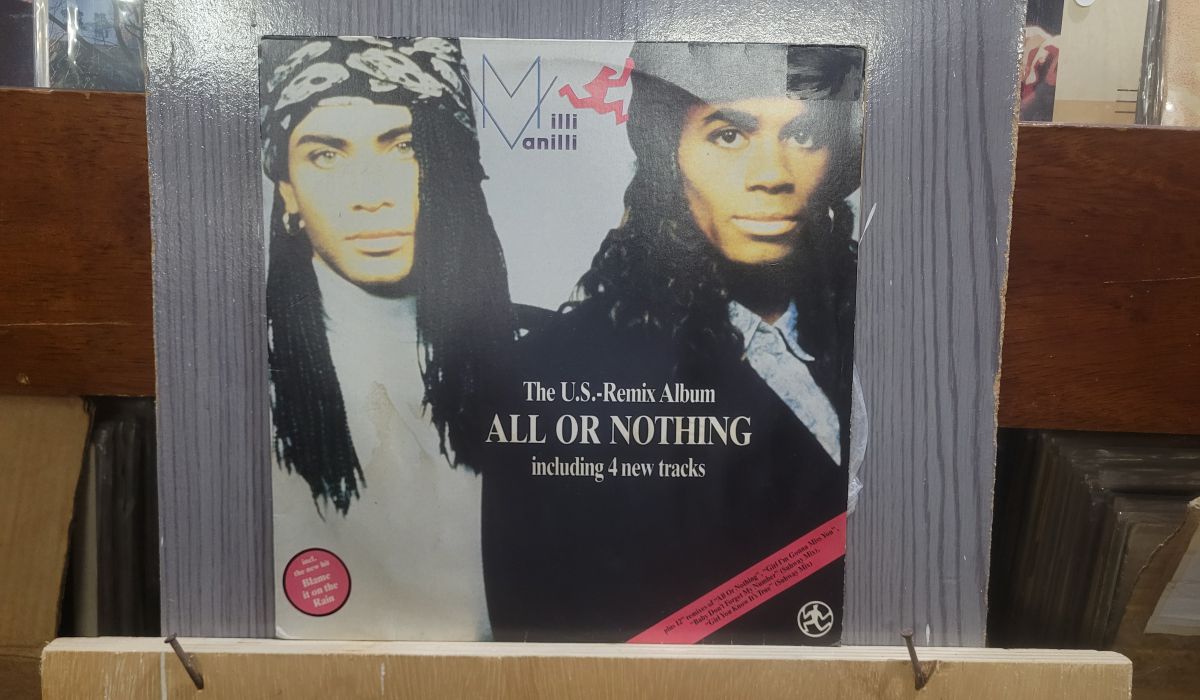 Milli
Vanilli
The U.S.-Remix Album
ALL OR NOTHING
including 4 new tracks
incl.
the new hit
Blame
it on the
Rain
plus 12" remixes of "All Or Nothing", "Girl I'm Gonna Miss You",
"Baby Don't Forget My Number" (Subway Mix),
"Girl You Know It's True" (Subway Mix)